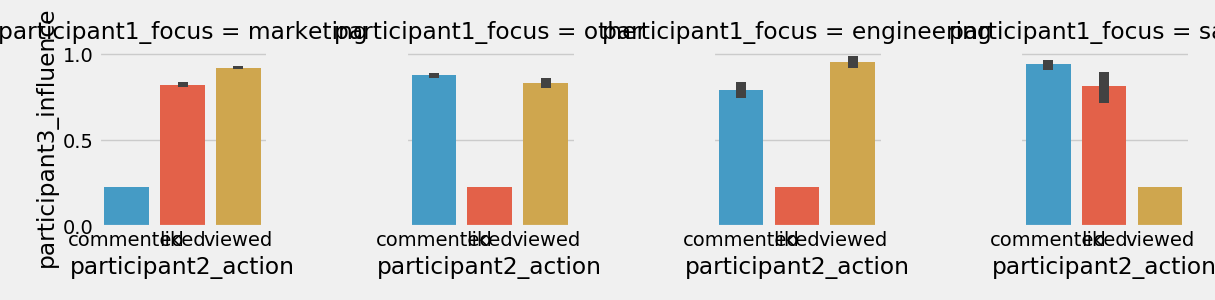 participant1_focus = marketing
participant1_focus = other
participant1_focus = engineering
participant1_focus = sa
participant3_influence
1.0
0.5
0.0
commented liked viewed
commented liked viewed
commented liked viewed
commented liked viewed
participant2_action
participant2_action
participant2_action
participant2_action